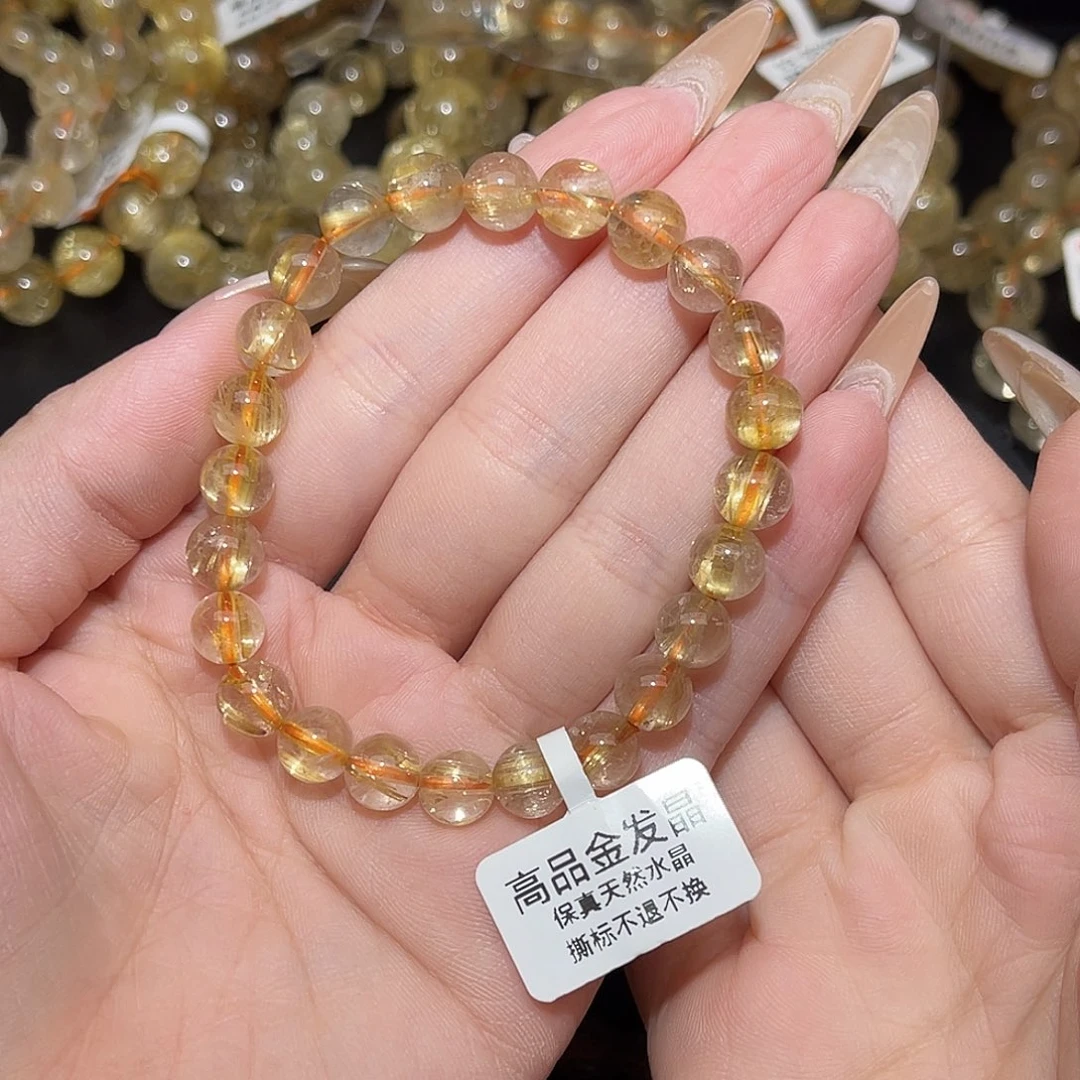 高品金发晶
保真天然水晶
撕标不退不换